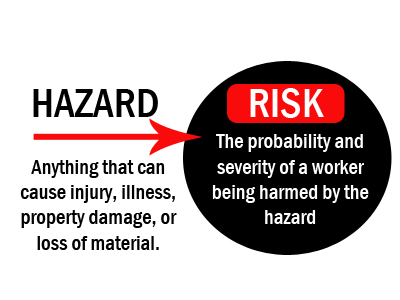 HAZARD
Anything that can
cause injury, illness,
property damage, or
loss of material.
RISK
The probability and
severity of a worker
being harmed by the
hazard